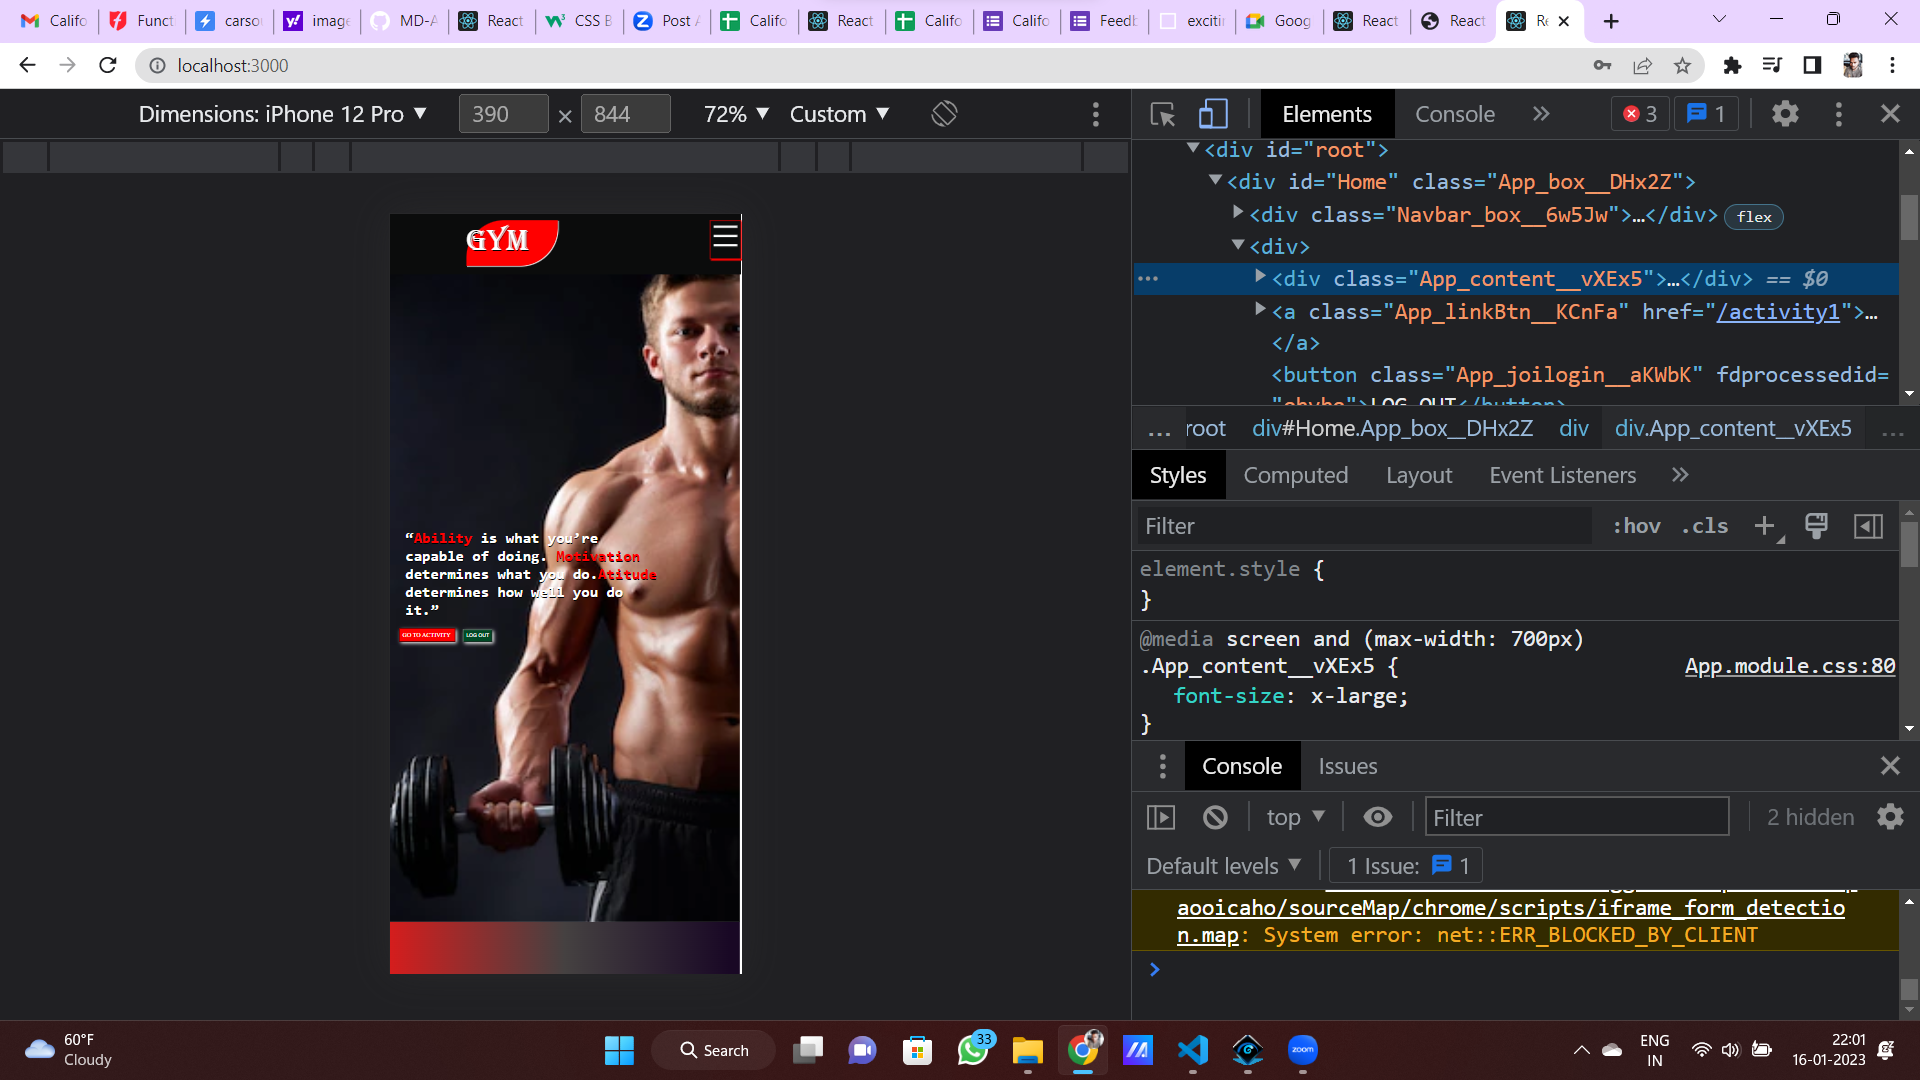 Califo
Functi
carso
image
MD-A
React
CSS B
Post A
Califo
React
Califo
Califo
Feedb
exciti
Goog
React
React
Re
localhost:3000
Dimensions: iPhone 12 Pro 390 × 844 72% Custom
Elements Console 3 1
<div id="root">
<div id="Home" class="App_box__DHx2Z">
<div class="Navbar_box__6w5Jw">…</div> flex
<div>
<div class="App_content__vXEx5">…</div> == $0
<a class="App_linkBtn__KCnFa" href="/activity1">…
</a>
<button class="App_joilogin__aKWbK" fdprocessedid=
LOG OUT</button>
… root div#Home.App_box__DHx2Z div div.App_content__vXEx5 …
Styles Computed Layout Event Listeners
Filter :hov .cls
element.style {
}
@media screen and (max-width: 700px)
.App_content__vXEx5 { App.module.css:80
font-size: x-large;
}
Console Issues
top Filter 2 hidden
Default levels 1 Issue: 1
aooicaho/sourceMap/chrome/scripts/iframe_form_detectio
n.map: System error: net::ERR_BLOCKED_BY_CLIENT
GYM
“Ability is what you’re
capable of doing. Motivation
determines what you do.Atitude
determines how well you do
it.”
GO TO ACTIVITY LOG OUT
60°F
Cloudy
Search
33
zoom
ENG
IN
22:01
16-01-2023